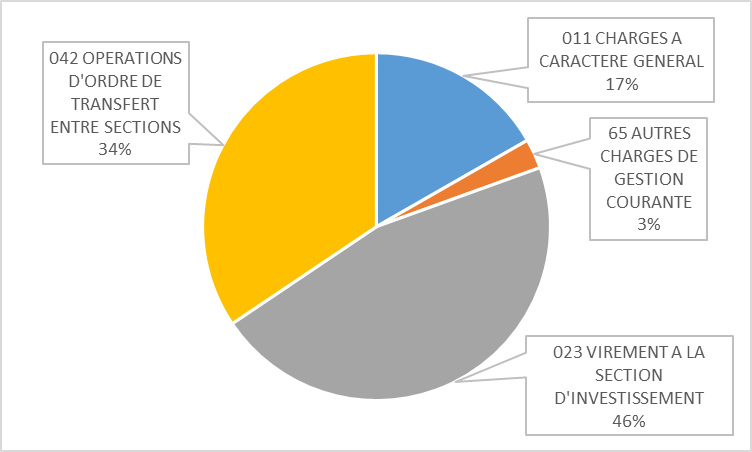 042 OPERATIONS
D'ORDRE DE
TRANSFERT
ENTRE SECTIONS
34%
011 CHARGES A
CARACTERE GENERAL
17%
65 AUTRES
CHARGES DE
GESTION
COURANTE
3%
023 VIREMENT A LA
SECTION
D'INVESTISSEMENT
46%